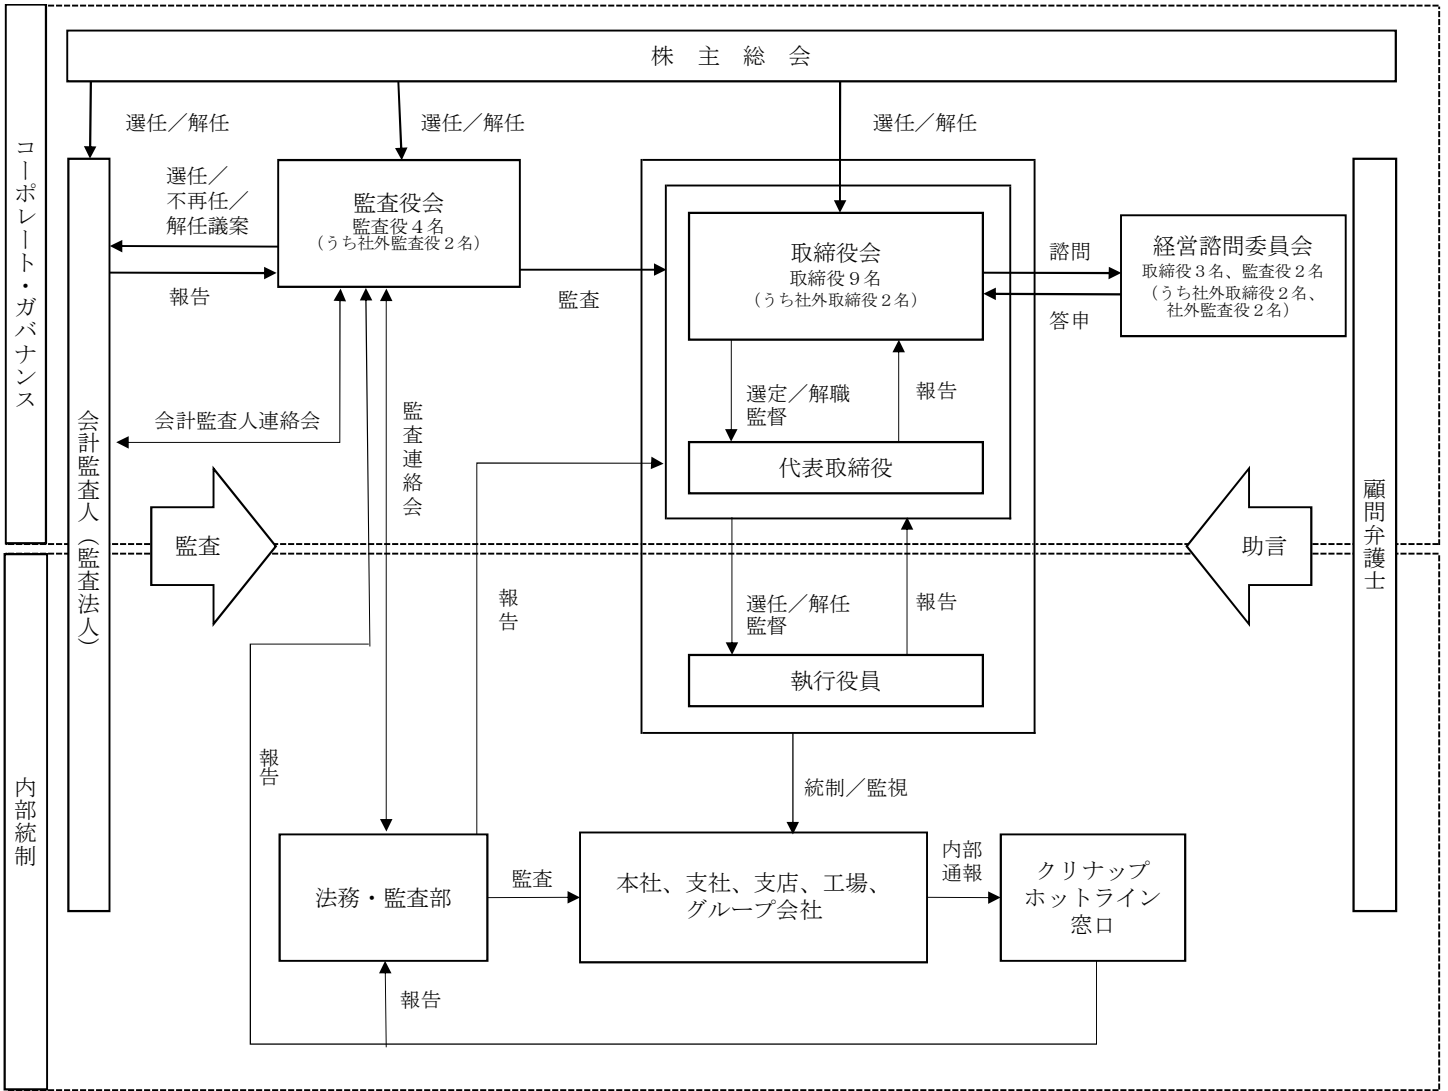 株 主 総 会
コーポレート・ガバナンス
選任／解任
選任／解任
選任／解任
選任／
不再任／
解任議案
報告
監査役会
監査役４名
（うち社外監査役２名）
監査
取締役会
取締役９名
（うち社外取締役２名）
諮問
答申
経営諮問委員会
取締役３名、監査役２名
（うち社外取締役２名、
社外監査役２名）
選定／解職
監督
報告
会計監査人連絡会
監査連絡会
代表取締役
会計監査人（監査法人）
顧問弁護士
監査
助言
報告
選任／解任
監督
報告
執行役員
内部統制
報告
統制／監視
法務・監査部
監査
本社、支社、支店、工場、
グループ会社
内部
通報
クリナップ
ホットライン
窓口
報告